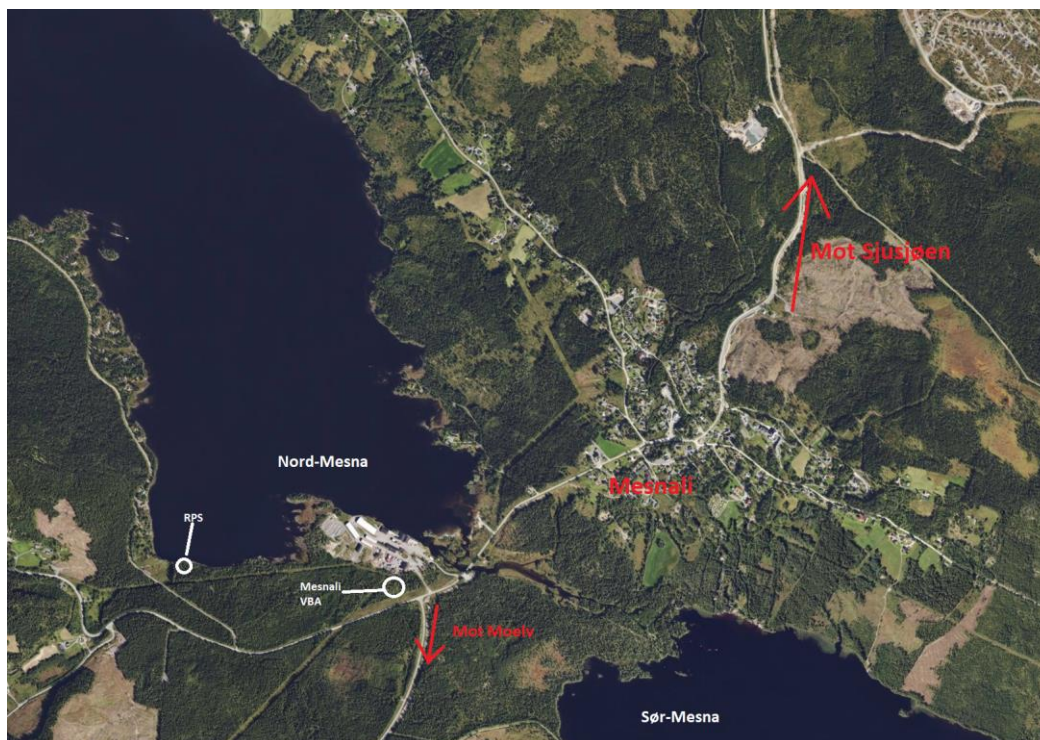 Mot Sjusjøen
Nord-Mesna
Mesnali
RPS
Mesnali
VBA
Mot Moelv
Sør-Mesna